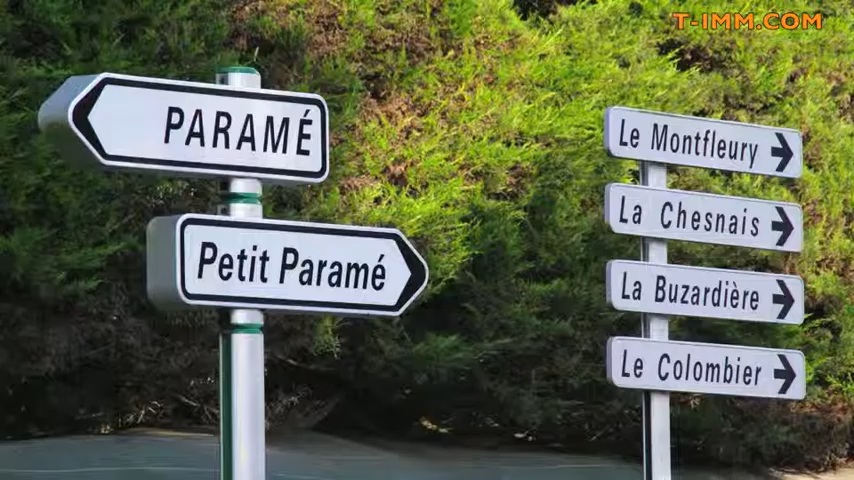 T-IMM.COM
PARAMÉ
Petit Paramé
Le Montfleury
La Chesnais
La Buzardière
Le Colombier